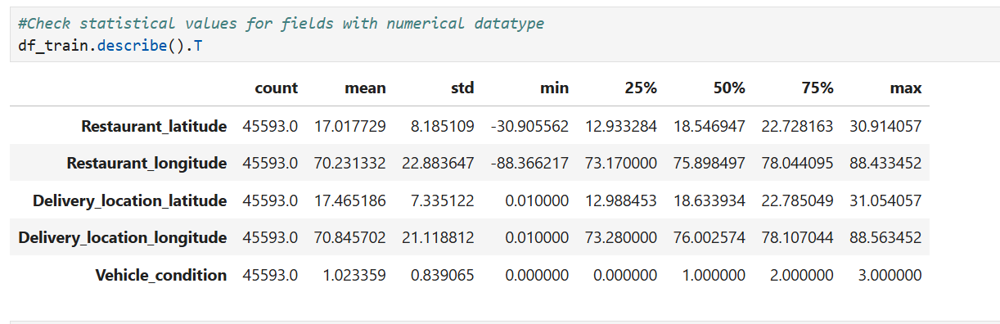 #Check statistical values for fields with numerical datatype
df_train.describe().T
count mean std min 25% 50% 75% max
Restaurant_latitude 45593.0 17.017729 8.185109 -30.905562 12.933284 18.546947 22.728163 30.914057
Restaurant_longitude 45593.0 70.231332 22.883647 -88.366217 73.170000 75.898497 78.044095 88.433452
Delivery_location_latitude 45593.0 17.465186 7.335122 0.010000 12.988453 18.633934 22.785049 31.054057
Delivery_location_longitude 45593.0 70.845702 21.118812 0.010000 73.280000 76.002574 78.107044 88.563452
Vehicle_condition 45593.0 1.023359 0.839065 0.000000 0.000000 1.000000 2.000000 3.000000